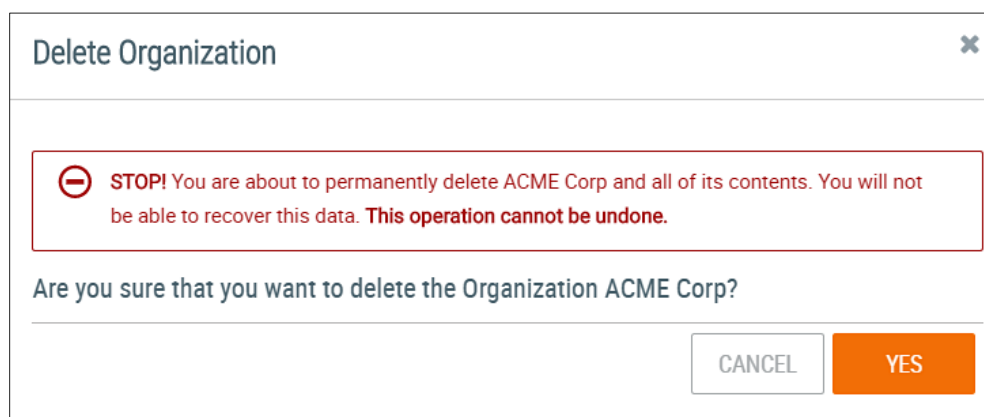 Delete Organization
STOP! You are about to permanently delete ACME Corp and all of its contents. You will not
be able to recover this data. This operation cannot be undone.
Are you sure that you want to delete the Organization ACME Corp?
CANCEL YES